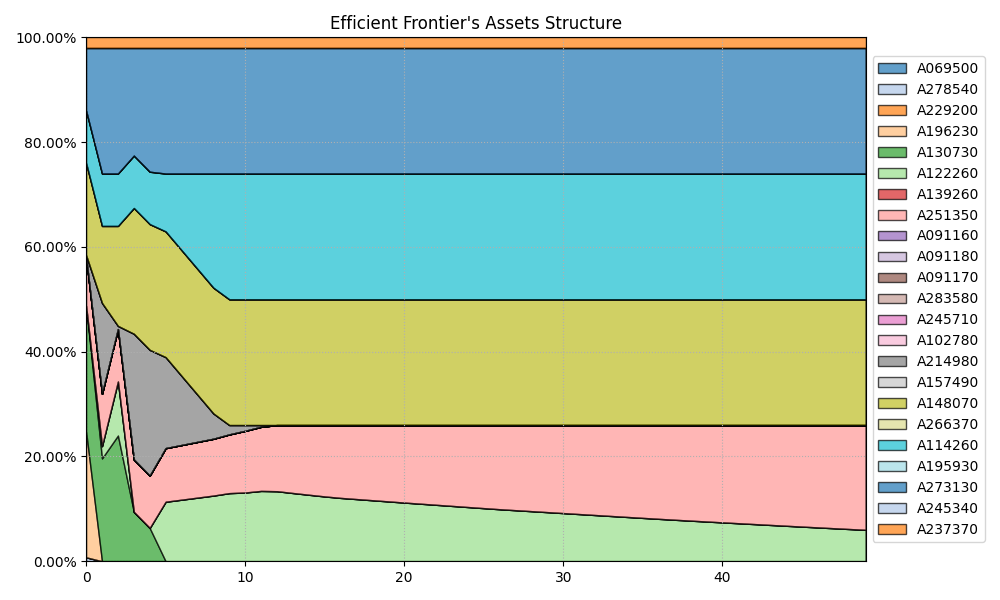 Efficient Frontier's Assets Structure
100.00%
80.00%
60.00%
40.00%
20.00%
0.00%
0
10
20
30
40
A069500
A278540
A229200
A196230
A130730
A122260
A139260
A251350
A091160
A091180
A091170
A283580
A245710
A102780
A214980
A157490
A148070
A266370
A114260
A195930
A273130
A245340
A237370